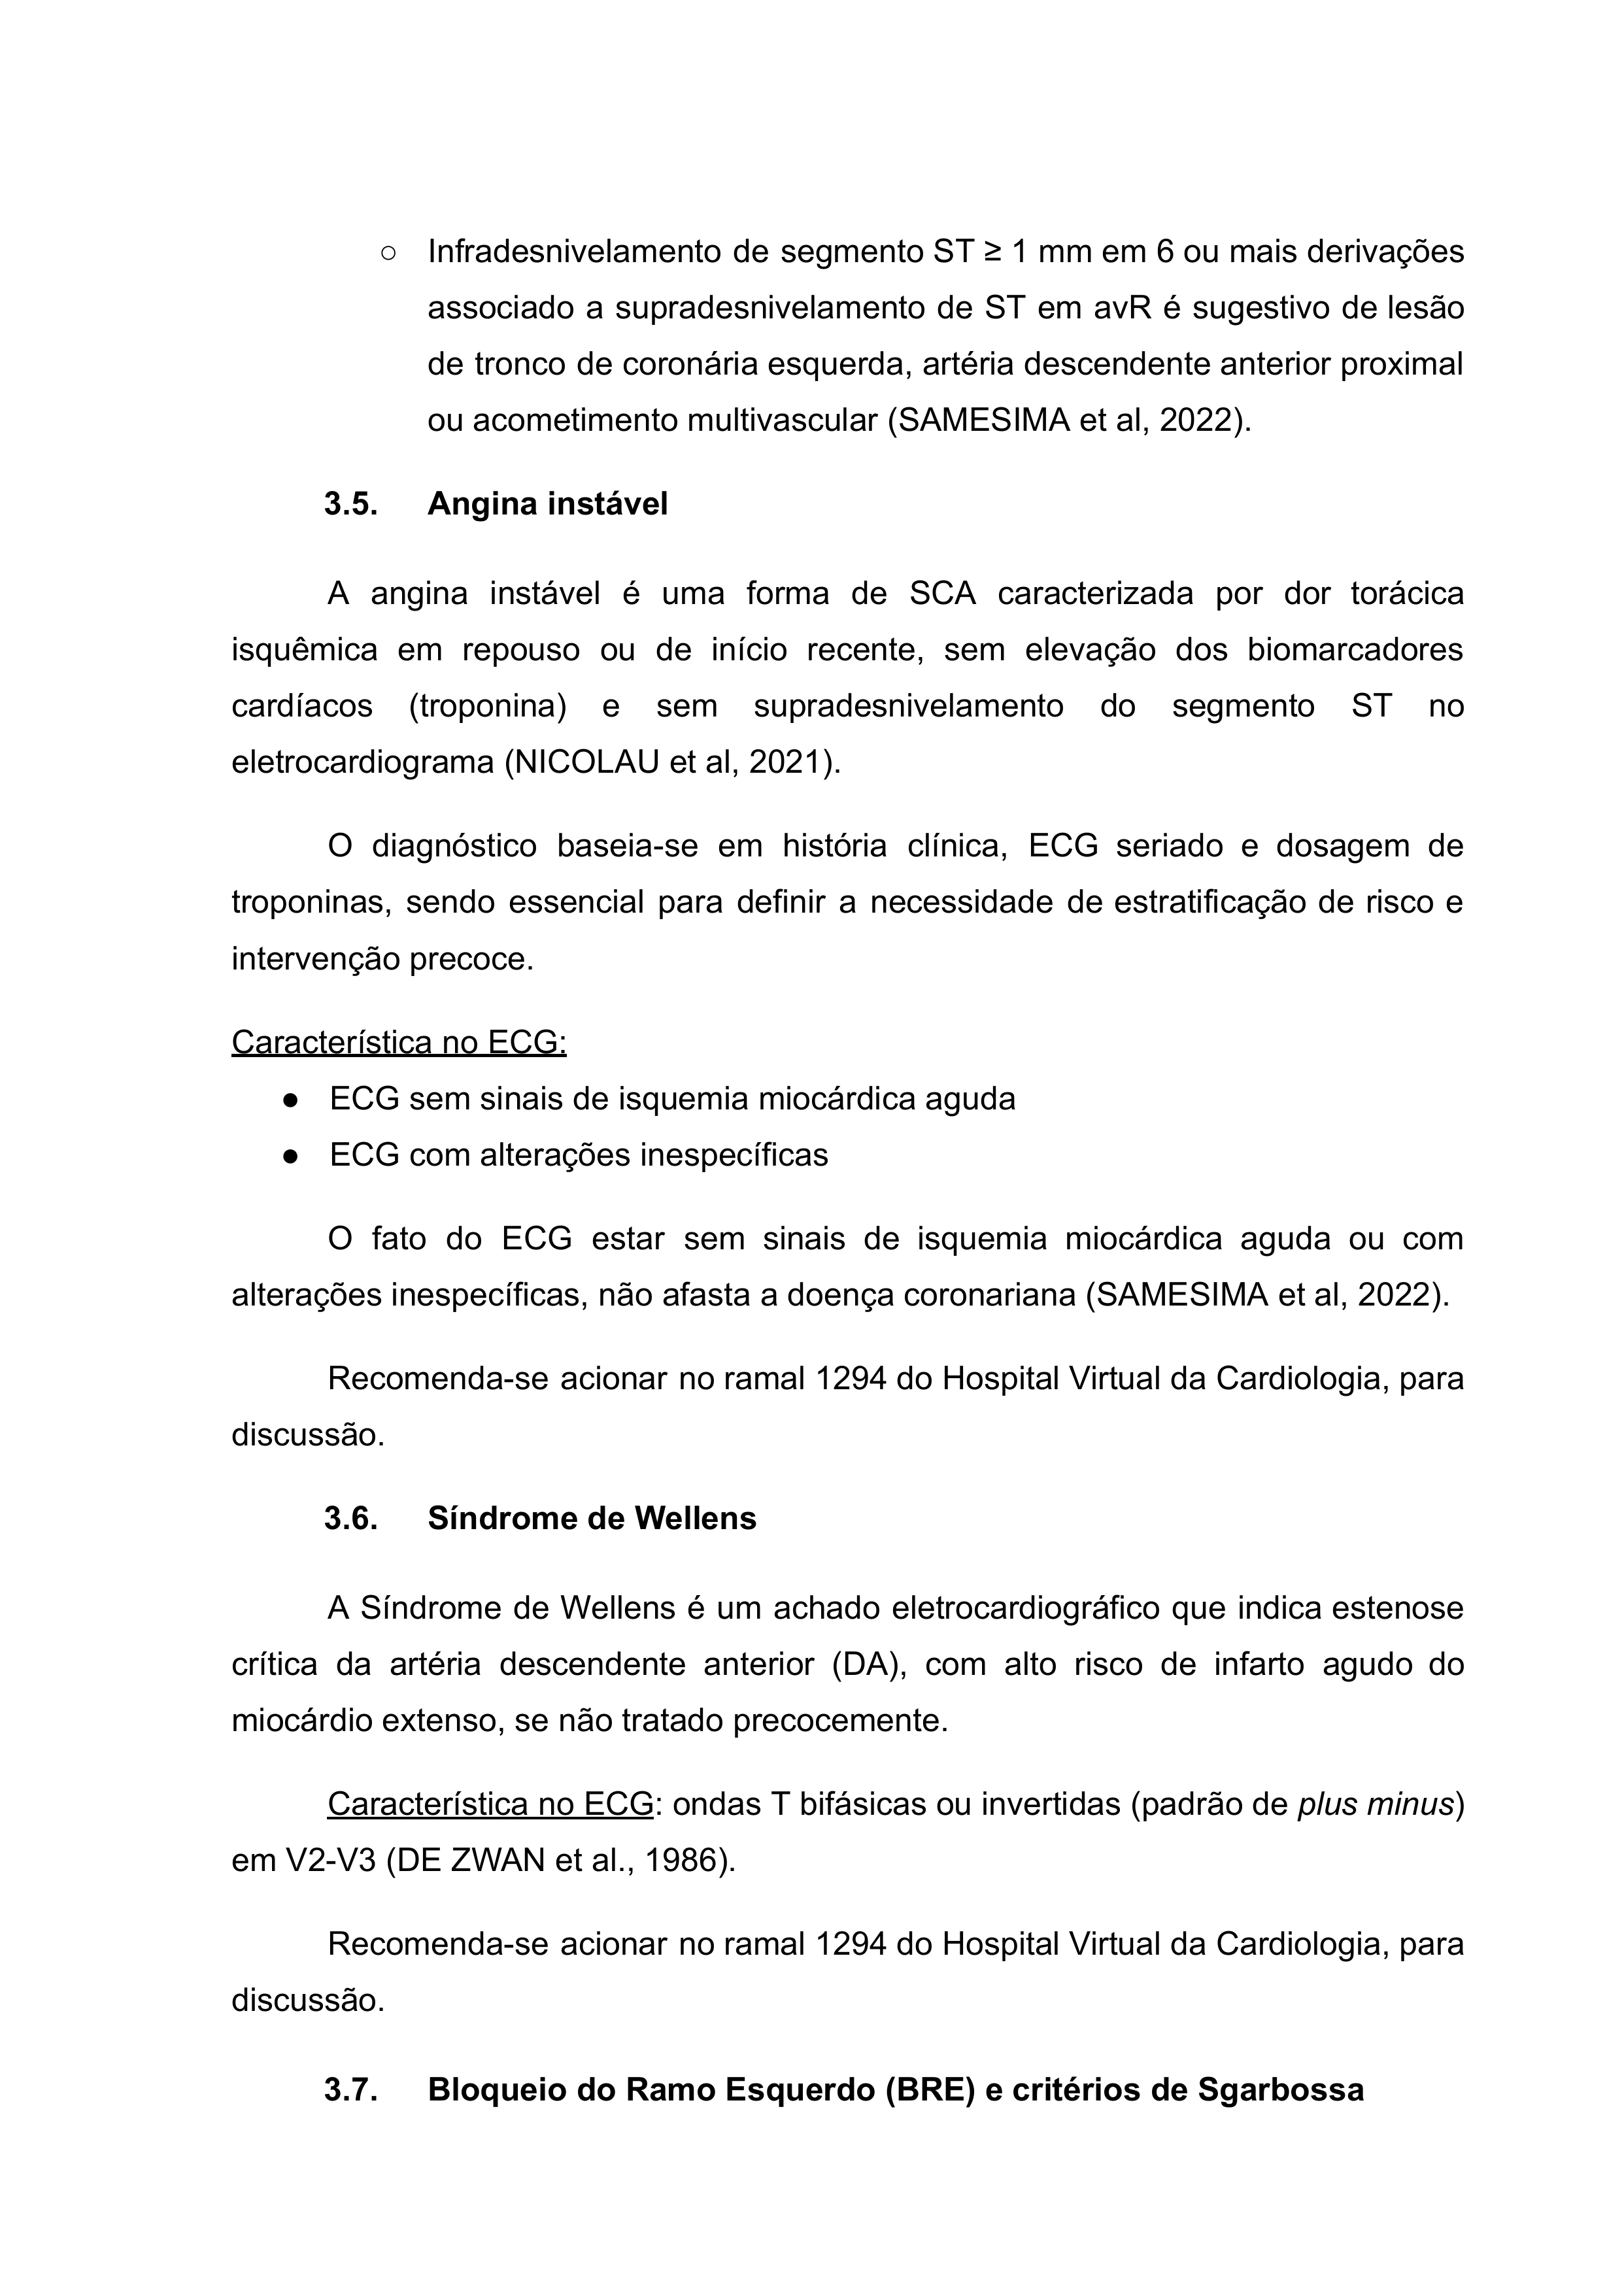 ○ Infradesnivelamento de segmento ST ≥ 1 mm em 6 ou mais derivações
associado a supradesnivelamento de ST em avR é sugestivo de lesão
de tronco de coronária esquerda, artéria descendente anterior proximal
ou acometimento multivascular (SAMESIMA et al, 2022).
3.5. Angina instável
A angina instável é uma forma de SCA caracterizada por dor torácica
isquêmica em repouso ou de início recente, sem elevação dos biomarcadores
cardíacos (troponina) e sem supradesnivelamento do segmento ST no
eletrocardiograma (NICOLAU et al, 2021).
O diagnóstico baseia-se em história clínica, ECG seriado e dosagem de
troponinas, sendo essencial para definir a necessidade de estratificação de risco e
intervenção precoce.
Característica no ECG:
● ECG sem sinais de isquemia miocárdica aguda
● ECG com alterações inespecíficas
O fato do ECG estar sem sinais de isquemia miocárdica aguda ou com
alterações inespecíficas, não afasta a doença coronariana (SAMESIMA et al, 2022).
Recomenda-se acionar no ramal 1294 do Hospital Virtual da Cardiologia, para
discussão.
3.6. Síndrome de Wellens
A Síndrome de Wellens é um achado eletrocardiográfico que indica estenose
crítica da artéria descendente anterior (DA), com alto risco de infarto agudo do
miocárdio extenso, se não tratado precocemente.
Característica no ECG: ondas T bifásicas ou invertidas (padrão de plus minus)
em V2-V3 (DE ZWAN et al., 1986).
Recomenda-se acionar no ramal 1294 do Hospital Virtual da Cardiologia, para
discussão.
3.7. Bloqueio do Ramo Esquerdo (BRE) e critérios de Sgarbossa